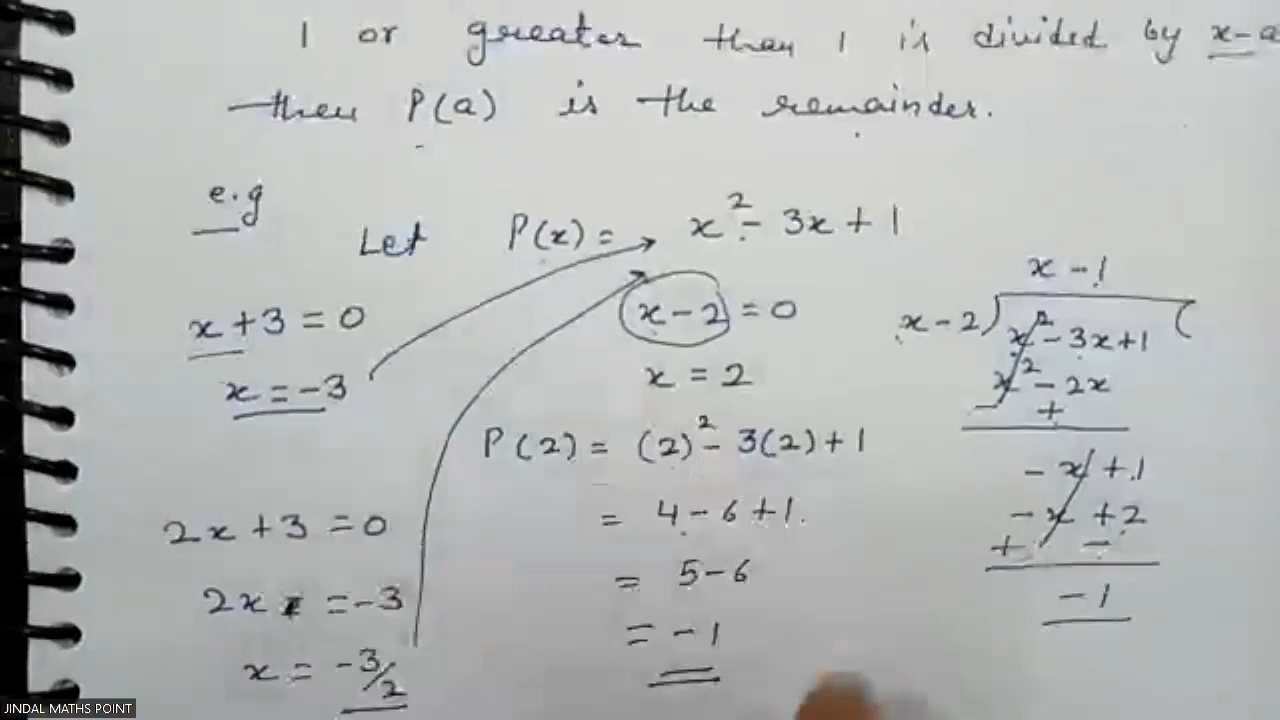 1 or greater than 1 is divided by x-a
then P(a) is the remainder.
e.g
Let P(x) = x² - 3x + 1
x + 3 = 0
x = -3
2x + 3 = 0
2x = -3
x = -3/2
x - 2 = 0
x = 2
P(2) = (2)² - 3(2) + 1
= 4 - 6 + 1
= 5 - 6
= -1
x - 1
x - 2) x² - 3x + 1 (
x² - 2x
- +
- x + 1
- x + 2
+ -
- 1
JINDAL MATHS POINT